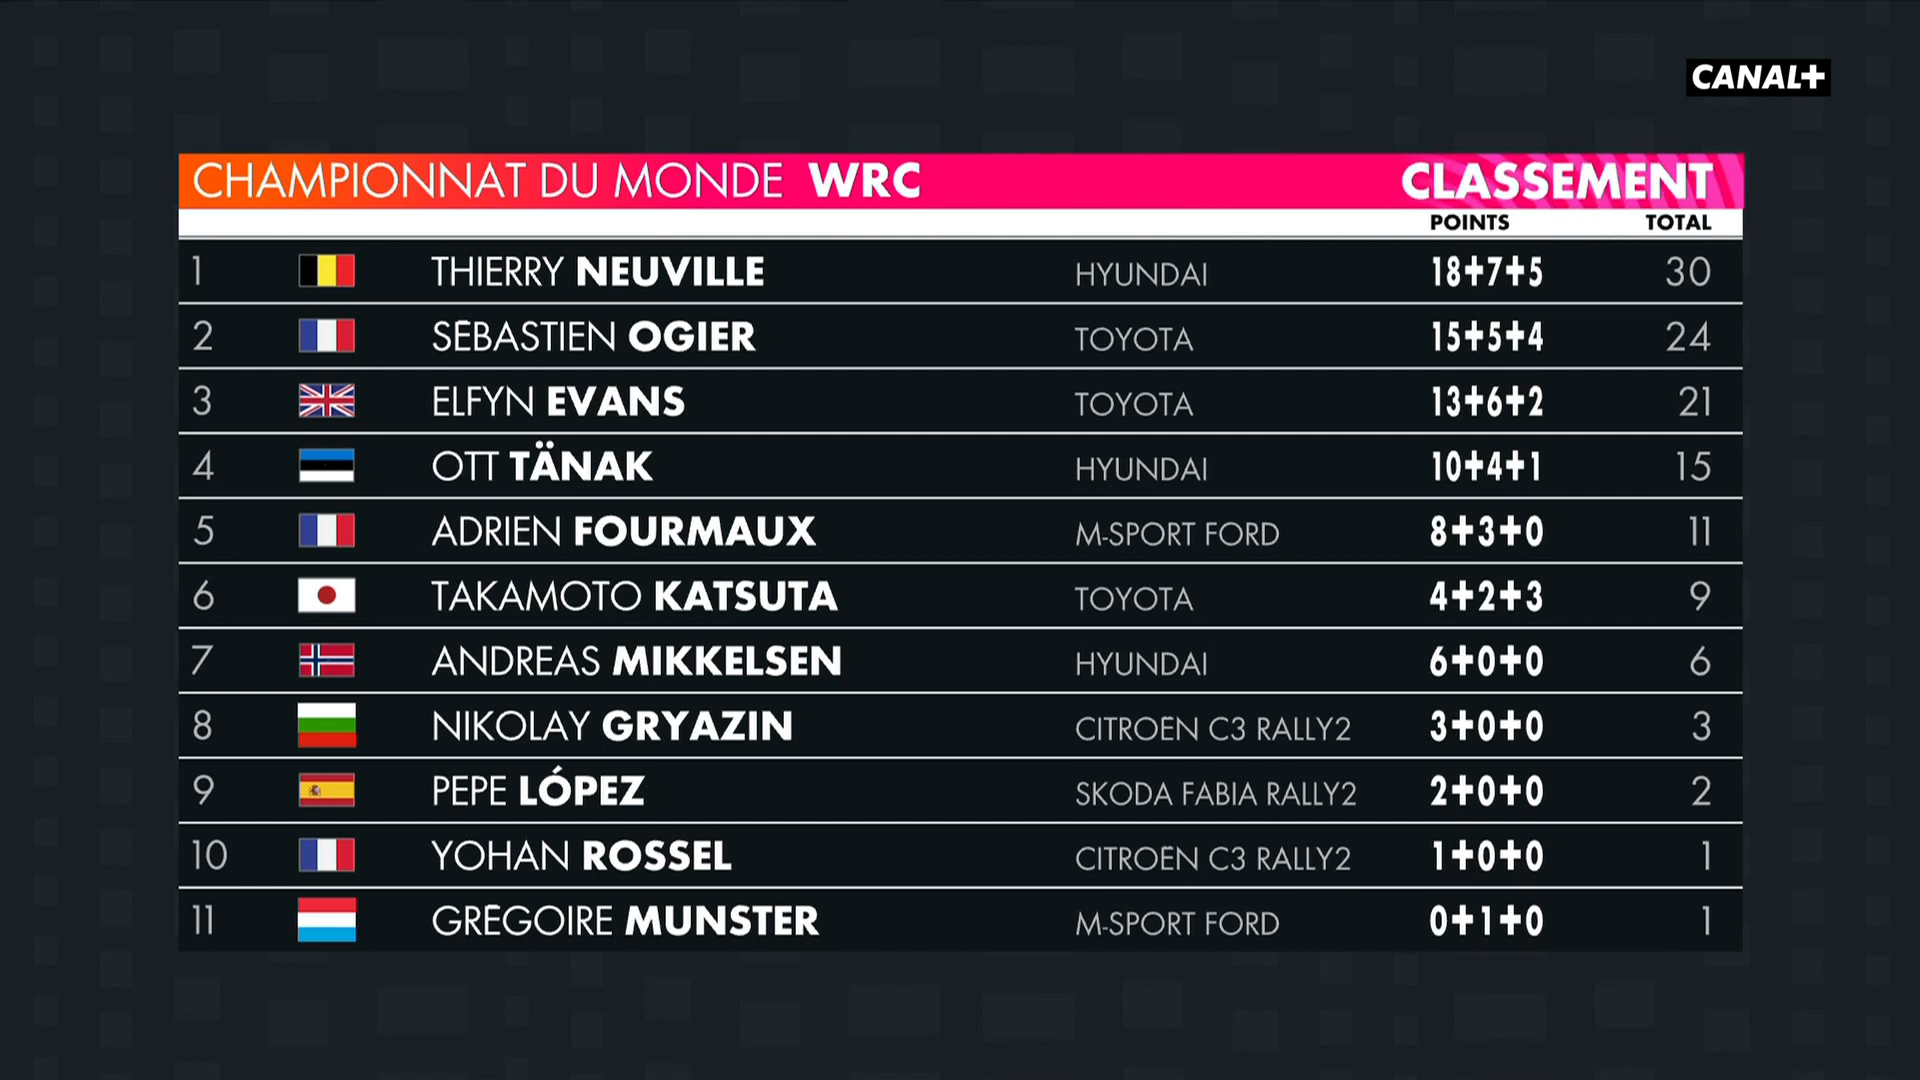 CANAL+
CHAMPIONNAT DU MONDE WRC CLASSEMENT
POINTS TOTAL
1 THIERRY NEUVILLE HYUNDAI 18+7+5 30
2 SÉBASTIEN OGIER TOYOTA 15+5+4 24
3 ELFYN EVANS TOYOTA 13+6+2 21
4 OTT TÄNAK HYUNDAI 10+4+1 15
5 ADRIEN FOURMAUX M-SPORT FORD 8+3+0 11
6 TAKAMOTO KATSUTA TOYOTA 4+2+3 9
7 ANDREAS MIKKELSEN HYUNDAI 6+0+0 6
8 NIKOLAY GRYAZIN CITROËN C3 RALLY2 3+0+0 3
9 PEPE LÓPEZ SKODA FABIA RALLY2 2+0+0 2
10 YOHAN ROSSEL CITROËN C3 RALLY2 1+0+0 1
11 GRÉGOIRE MUNSTER M-SPORT FORD 0+1+0 1